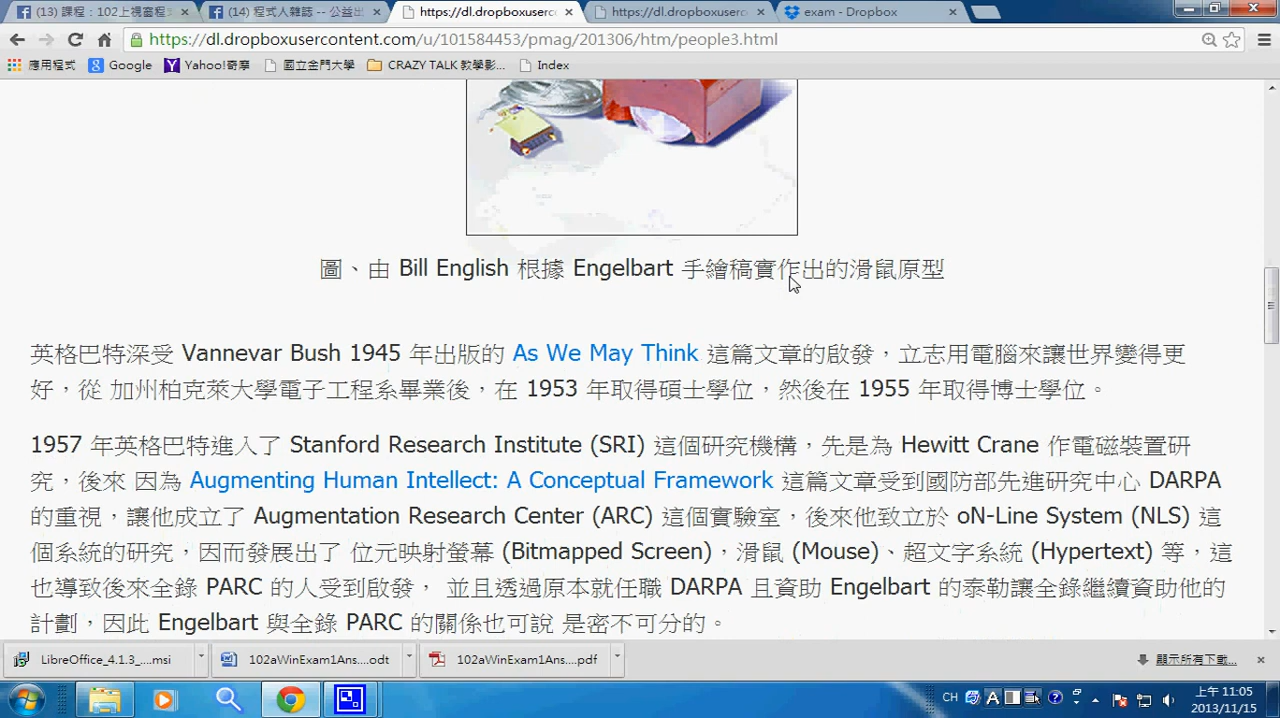 (13) 課程：102上視窗程
(14) 程式人雜誌 -- 公益出
https://dl.dropboxuserc
https://dl.dropboxuserc
exam - Dropbox
https://dl.dropboxusercontent.com/u/101584453/pmag/201306/htm/people3.html
應用程式 Google Yahoo!奇摩 國立金門大學 CRAZY TALK 教學影... Index
圖、由 Bill English 根據 Engelbart 手繪稿實作出的滑鼠原型
英格巴特深受 Vannevar Bush 1945 年出版的 As We May Think 這篇文章的啟發，立志用電腦來讓世界變得更
好，從 加州柏克萊大學電子工程系畢業後，在 1953 年取得碩士學位，然後在 1955 年取得博士學位。
1957 年英格巴特進入了 Stanford Research Institute (SRI) 這個研究機構，先是為 Hewitt Crane 作電磁裝置研
究，後來 因為 Augmenting Human Intellect: A Conceptual Framework 這篇文章受到國防部先進研究中心 DARPA
的重視，讓他成立了 Augmentation Research Center (ARC) 這個實驗室，後來他致立於 oN-Line System (NLS) 這
個系統的研究，因而發展出了 位元映射螢幕 (Bitmapped Screen)，滑鼠 (Mouse)、超文字系統 (Hypertext) 等，這
也導致後來全錄 PARC 的人受到啟發， 並且透過原本就任職 DARPA 且資助 Engelbart 的泰勒讓全錄繼續資助他的
計劃，因此 Engelbart 與全錄 PARC 的關係也可說 是密不可分的。
LibreOffice_4.1.3_....msi 102aWinExam1Ans....odt 102aWinExam1Ans....pdf 顯示所有下載...
CH A 上午 11:05
2013/11/15